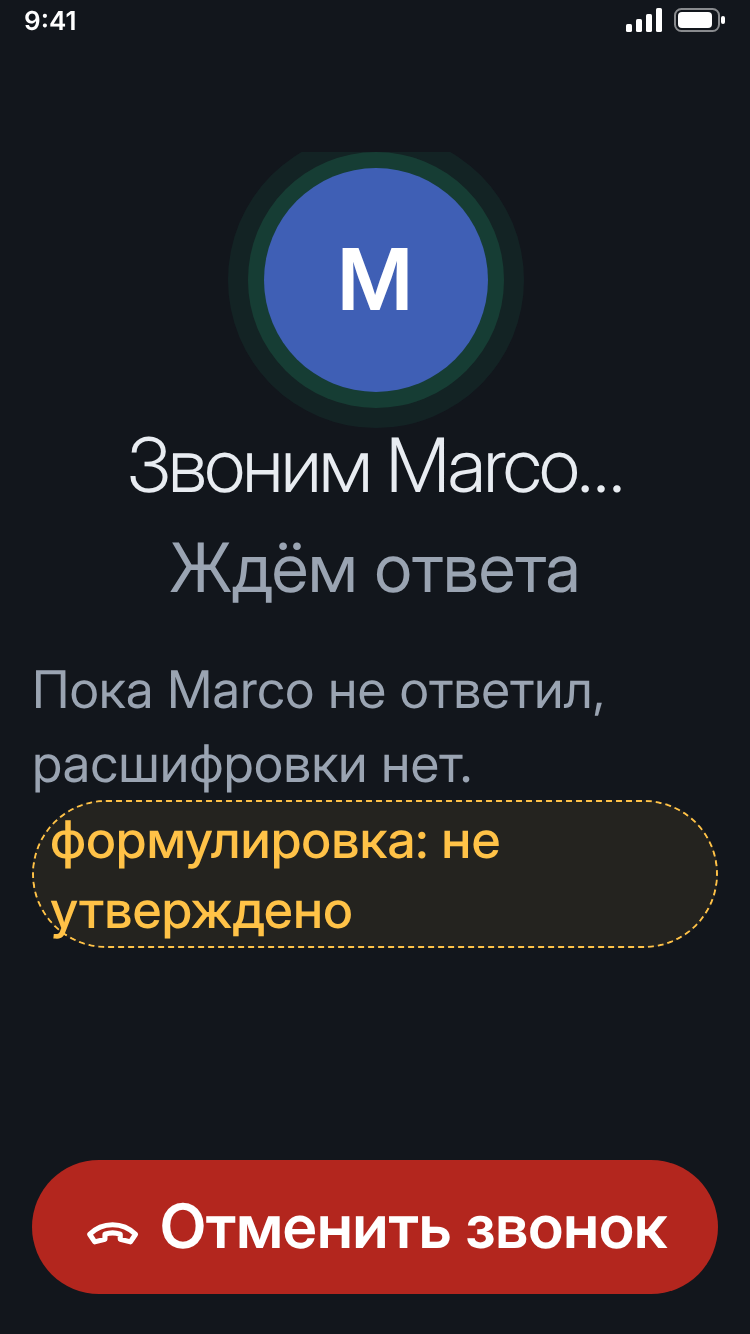 9:41
M
Звоним Marco...
Ждём ответа
Пока Marco не ответил,
расшифровки нет.
формулировка: не
утверждено
Отменить звонок